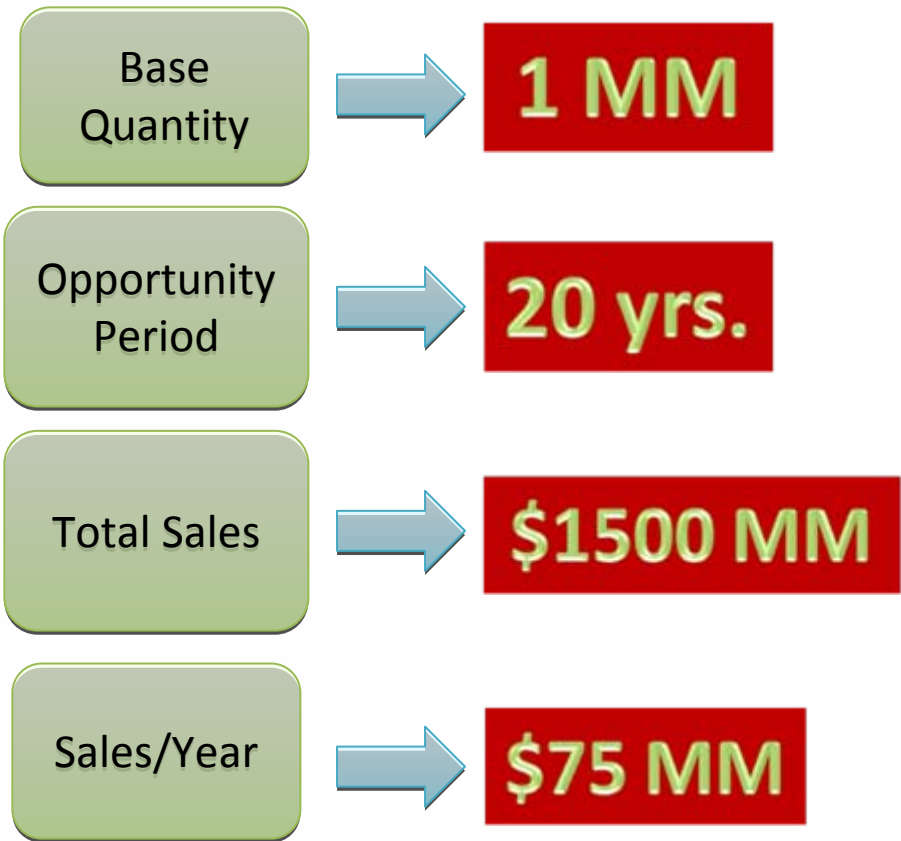 Base
Quantity
1 MM
Opportunity
Period
20 yrs.
Total Sales
$1500 MM
Sales/Year
$75 MM